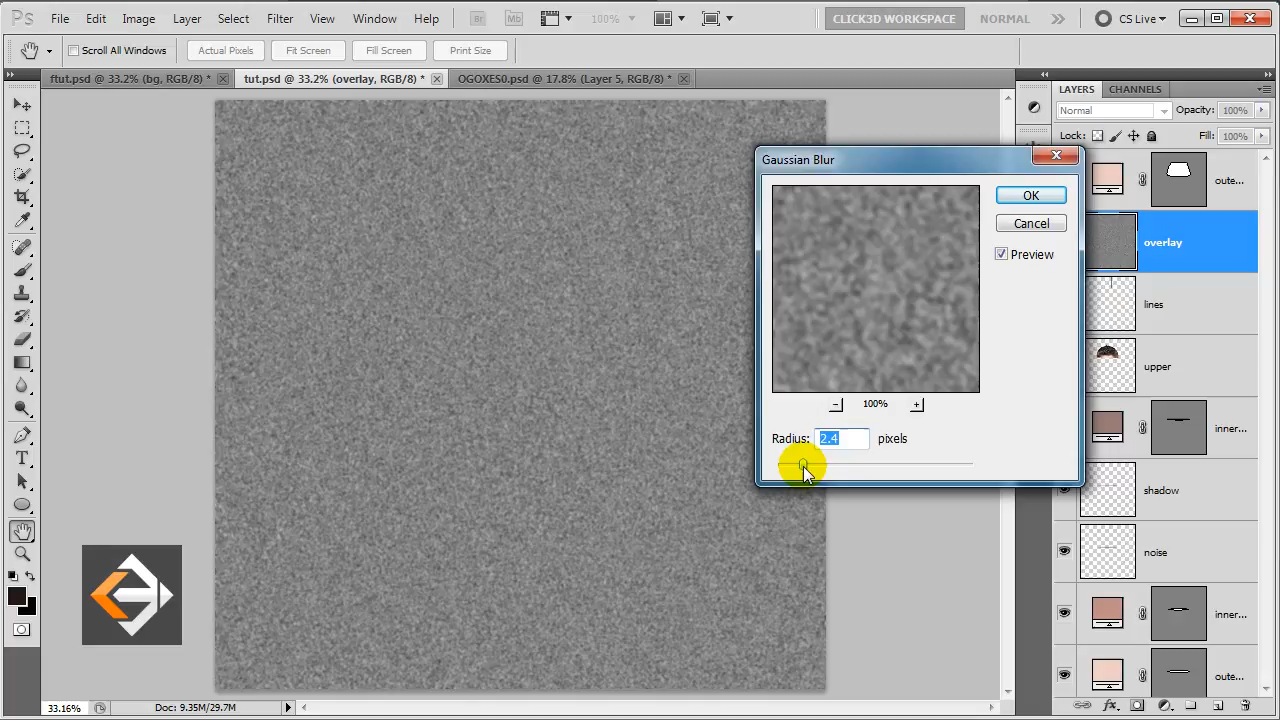 Ps File Edit Image Layer Select Filter View Window Help Br Mb 100% CLICK3D WORKSPACE NORMAL CS Live
Scroll All Windows Actual Pixels Fit Screen Fill Screen Print Size
ftut.psd @ 33.2% (bg, RGB/8) * tut.psd @ 33.2% (overlay, RGB/8) * OGOXES0.psd @ 17.8% (Layer 5, RGB/8) *
LAYERS CHANNELS
Normal Opacity: 100%
Lock: Fill: 100%
Gaussian Blur
OK
Cancel
Preview
100%
Radius: 2.4 pixels
oute...
overlay
lines
upper
inner...
shadow
noise
inner...
oute...
T
33.16% Doc: 9.35M/29.7M
fx